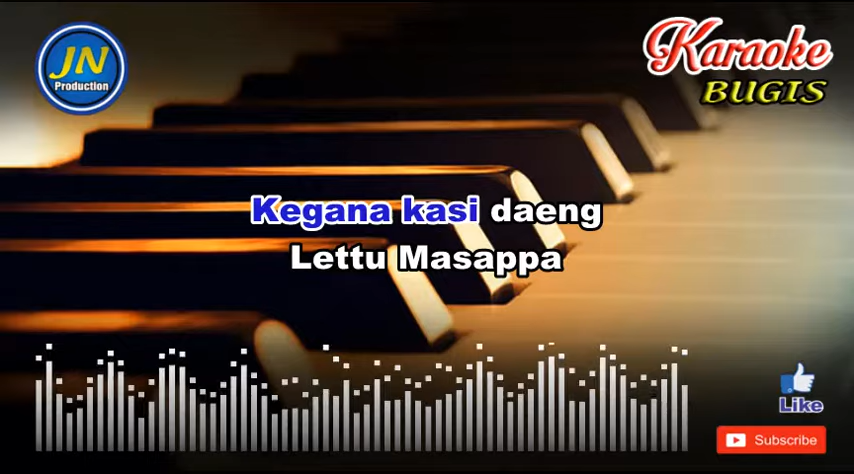 JN
Production
Karaoke
BUGIS
Kegana kasi daeng
Lettu Masappa
Like
Subscribe